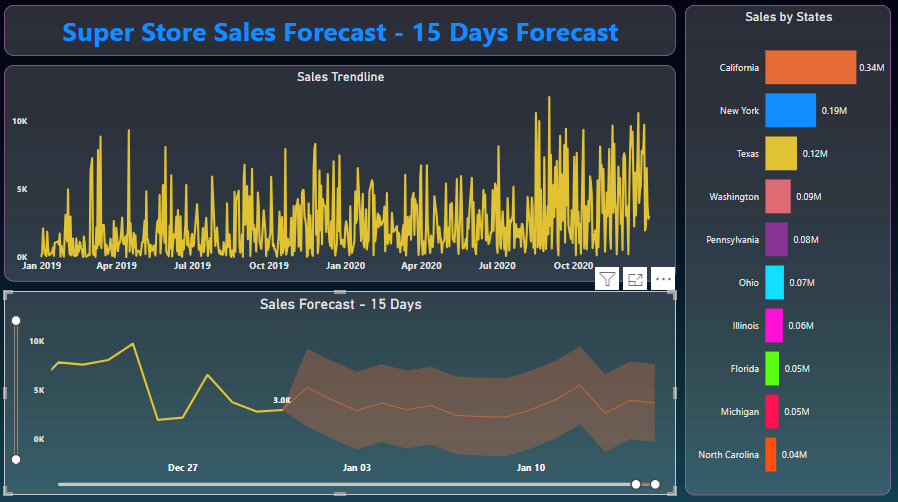 Super Store Sales Forecast - 15 Days Forecast
Sales Trendline
10K
5K
0K
Jan 2019 Apr 2019 Jul 2019 Oct 2019 Jan 2020 Apr 2020 Jul 2020 Oct 2020
Sales Forecast - 15 Days
10K
5K
0K
3.0K
Dec 27 Jan 03 Jan 10
Sales by States
California 0.34M
New York 0.19M
Texas 0.12M
Washington 0.09M
Pennsylvania 0.08M
Ohio 0.07M
Illinois 0.06M
Florida 0.05M
Michigan 0.05M
North Carolina 0.04M